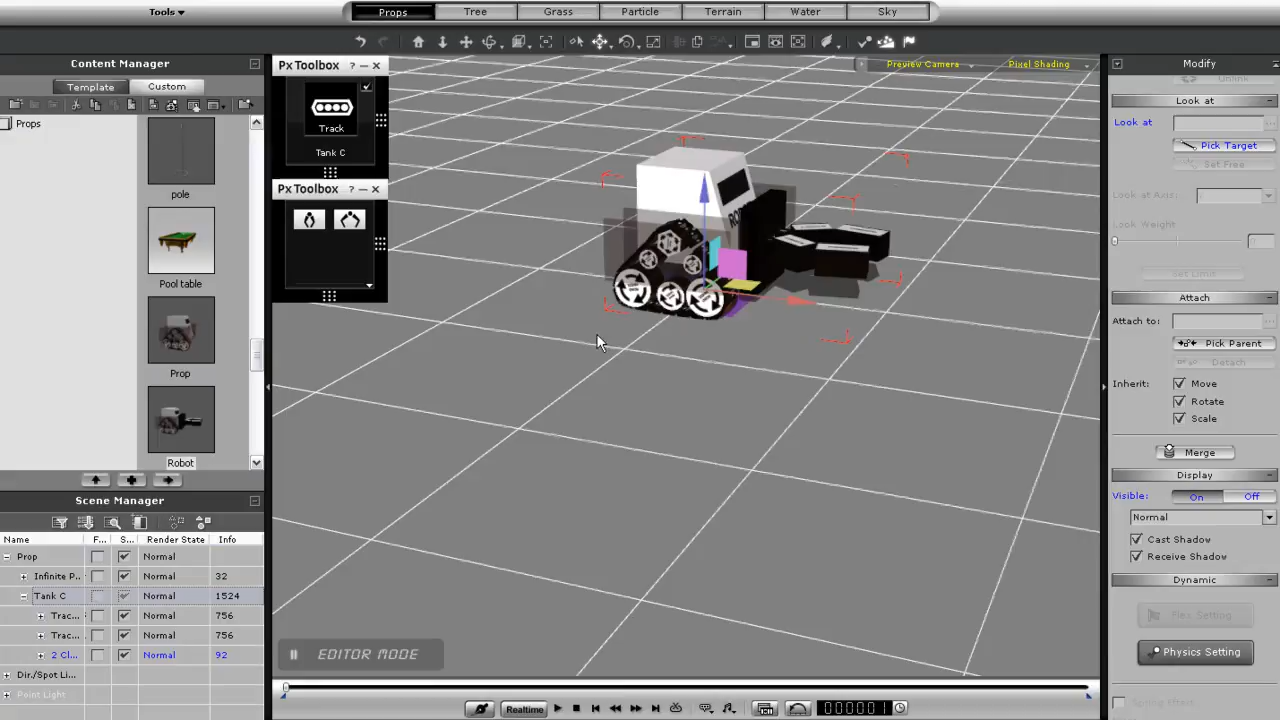 Tools
Props
Tree
Grass
Particle
Terrain
Water
Sky
Content Manager
Template
Custom
Props
pole
Pool table
Prop
Robot
Px Toolbox ?
Track
Tank C
Px Toolbox ?
Preview Camera
Pixel Shading
Scene Manager
Name F... S... Render State Info
Prop Normal
Infinite P.. Normal 32
Tank C Normal 1524
Trac... Normal 756
Trac... Normal 756
2 Cl... Normal 92
Dir./Spot Li...
Point Light
EDITOR MODE
Realtime
000001
Modify
Unlink
Look at
Look at
Pick Target
Set Free
Look at Axis:
Look Weight
Set Limit
Attach
Attach to:
Pick Parent
Detach
Inherit: Move
Rotate
Scale
Merge
Display
Visible: On Off
Normal
Cast Shadow
Receive Shadow
Dynamic
Flex Setting
Physics Setting
Spring Effect